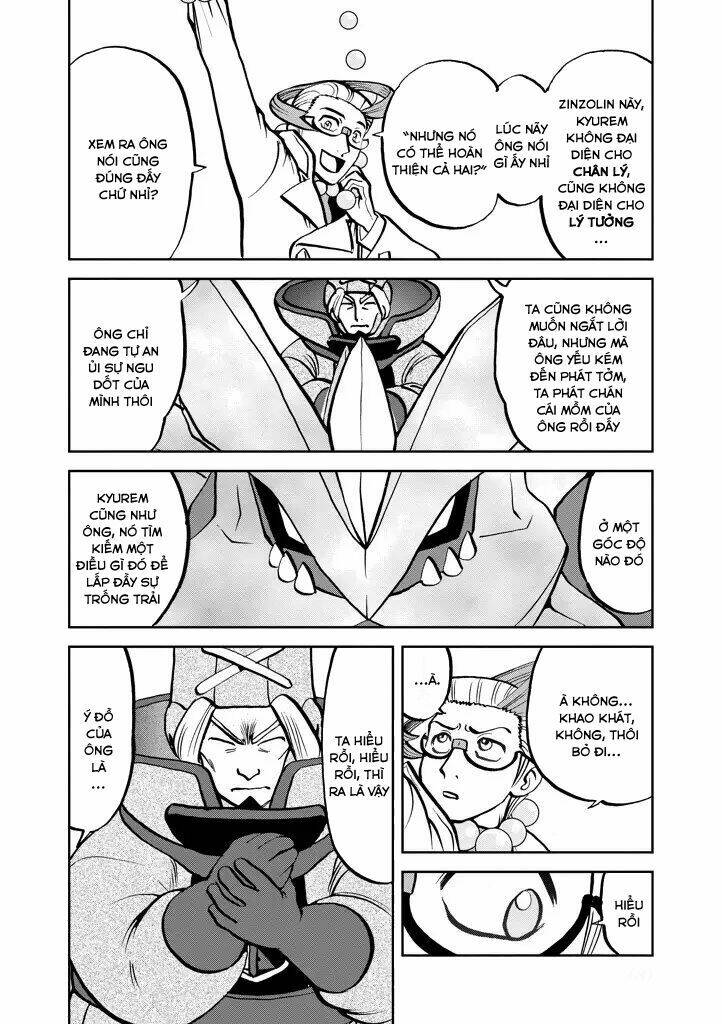 ZINZOLIN NÀY,
KYUREM
KHÔNG ĐẠI
DIỆN CHO
CHÂN LÝ,
CŨNG KHÔNG
ĐẠI DIỆN CHO
LÝ TƯỞNG
...
LÚC NÃY
ÔNG NÓI
GÌ ẤY NHỈ
"NHƯNG NÓ
CÓ THỂ HOÀN
THIỆN CẢ HAI?"
XEM RA ÔNG
NÓI CŨNG
ĐÚNG ĐẤY
CHỨ NHỈ?
TA CŨNG KHÔNG
MUỐN NGẮT LỜI
ĐÂU, NHƯNG MÀ
ÔNG YẾU KÉM
ĐẾN PHÁT TỞM,
TA PHÁT CHÁN
CÁI MỒM CỦA
ÔNG RỒI ĐẤY
ÔNG CHỈ
ĐANG TỰ AN
ỦI SỰ NGU
DỐT CỦA
MÌNH THÔI
Ở MỘT
GÓC ĐỘ
NÀO ĐÓ
KYUREM
CŨNG NHƯ
ÔNG, NÓ TÌM
KIẾM MỘT
ĐIỀU GÌ ĐÓ ĐỂ
LẤP ĐẦY SỰ
TRỐNG TRẢI
À KHÔNG...
KHAO KHÁT,
KHÔNG, THÔI
BỎ ĐI...
...À.
HIỂU
RỒI
TA HIỂU
RỒI, HIỂU
RỒI, THÌ
RA LÀ VẬY
Ý ĐỒ
CỦA
ÔNG LÀ
...